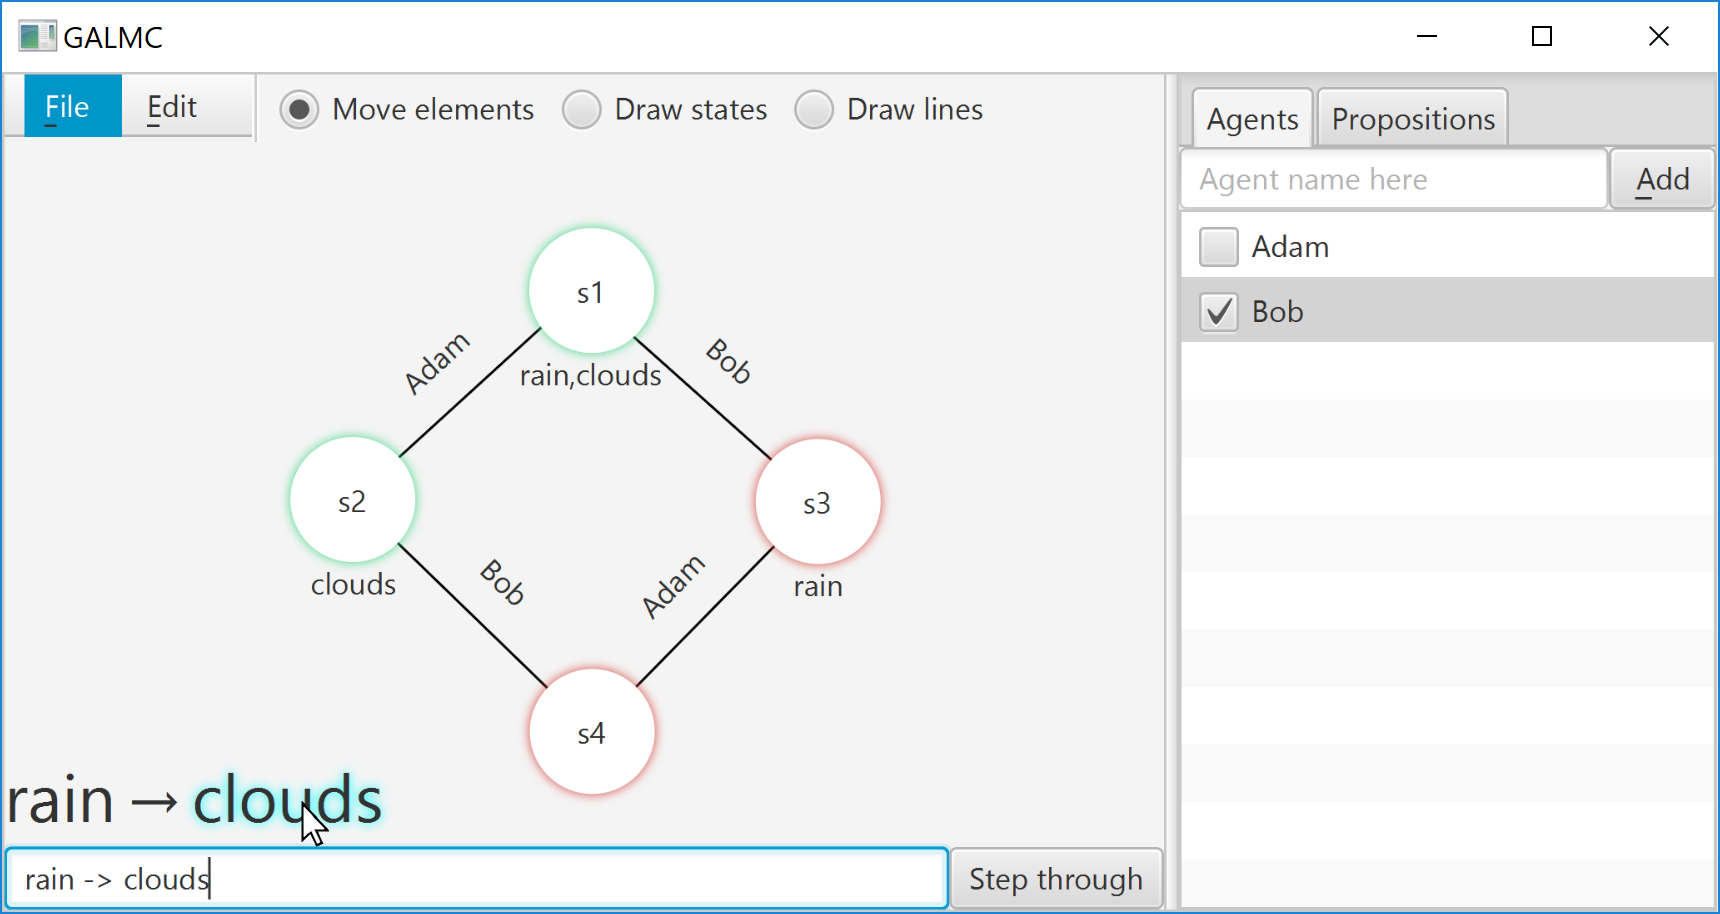 GALMC
File Edit Move elements Draw states Draw lines
Agents Propositions
Agent name here Add
Adam
Bob
s1
rain,clouds
Adam
Bob
s2
clouds
s3
rain
Bob
Adam
s4
rain → clouds
rain -> clouds
Step through